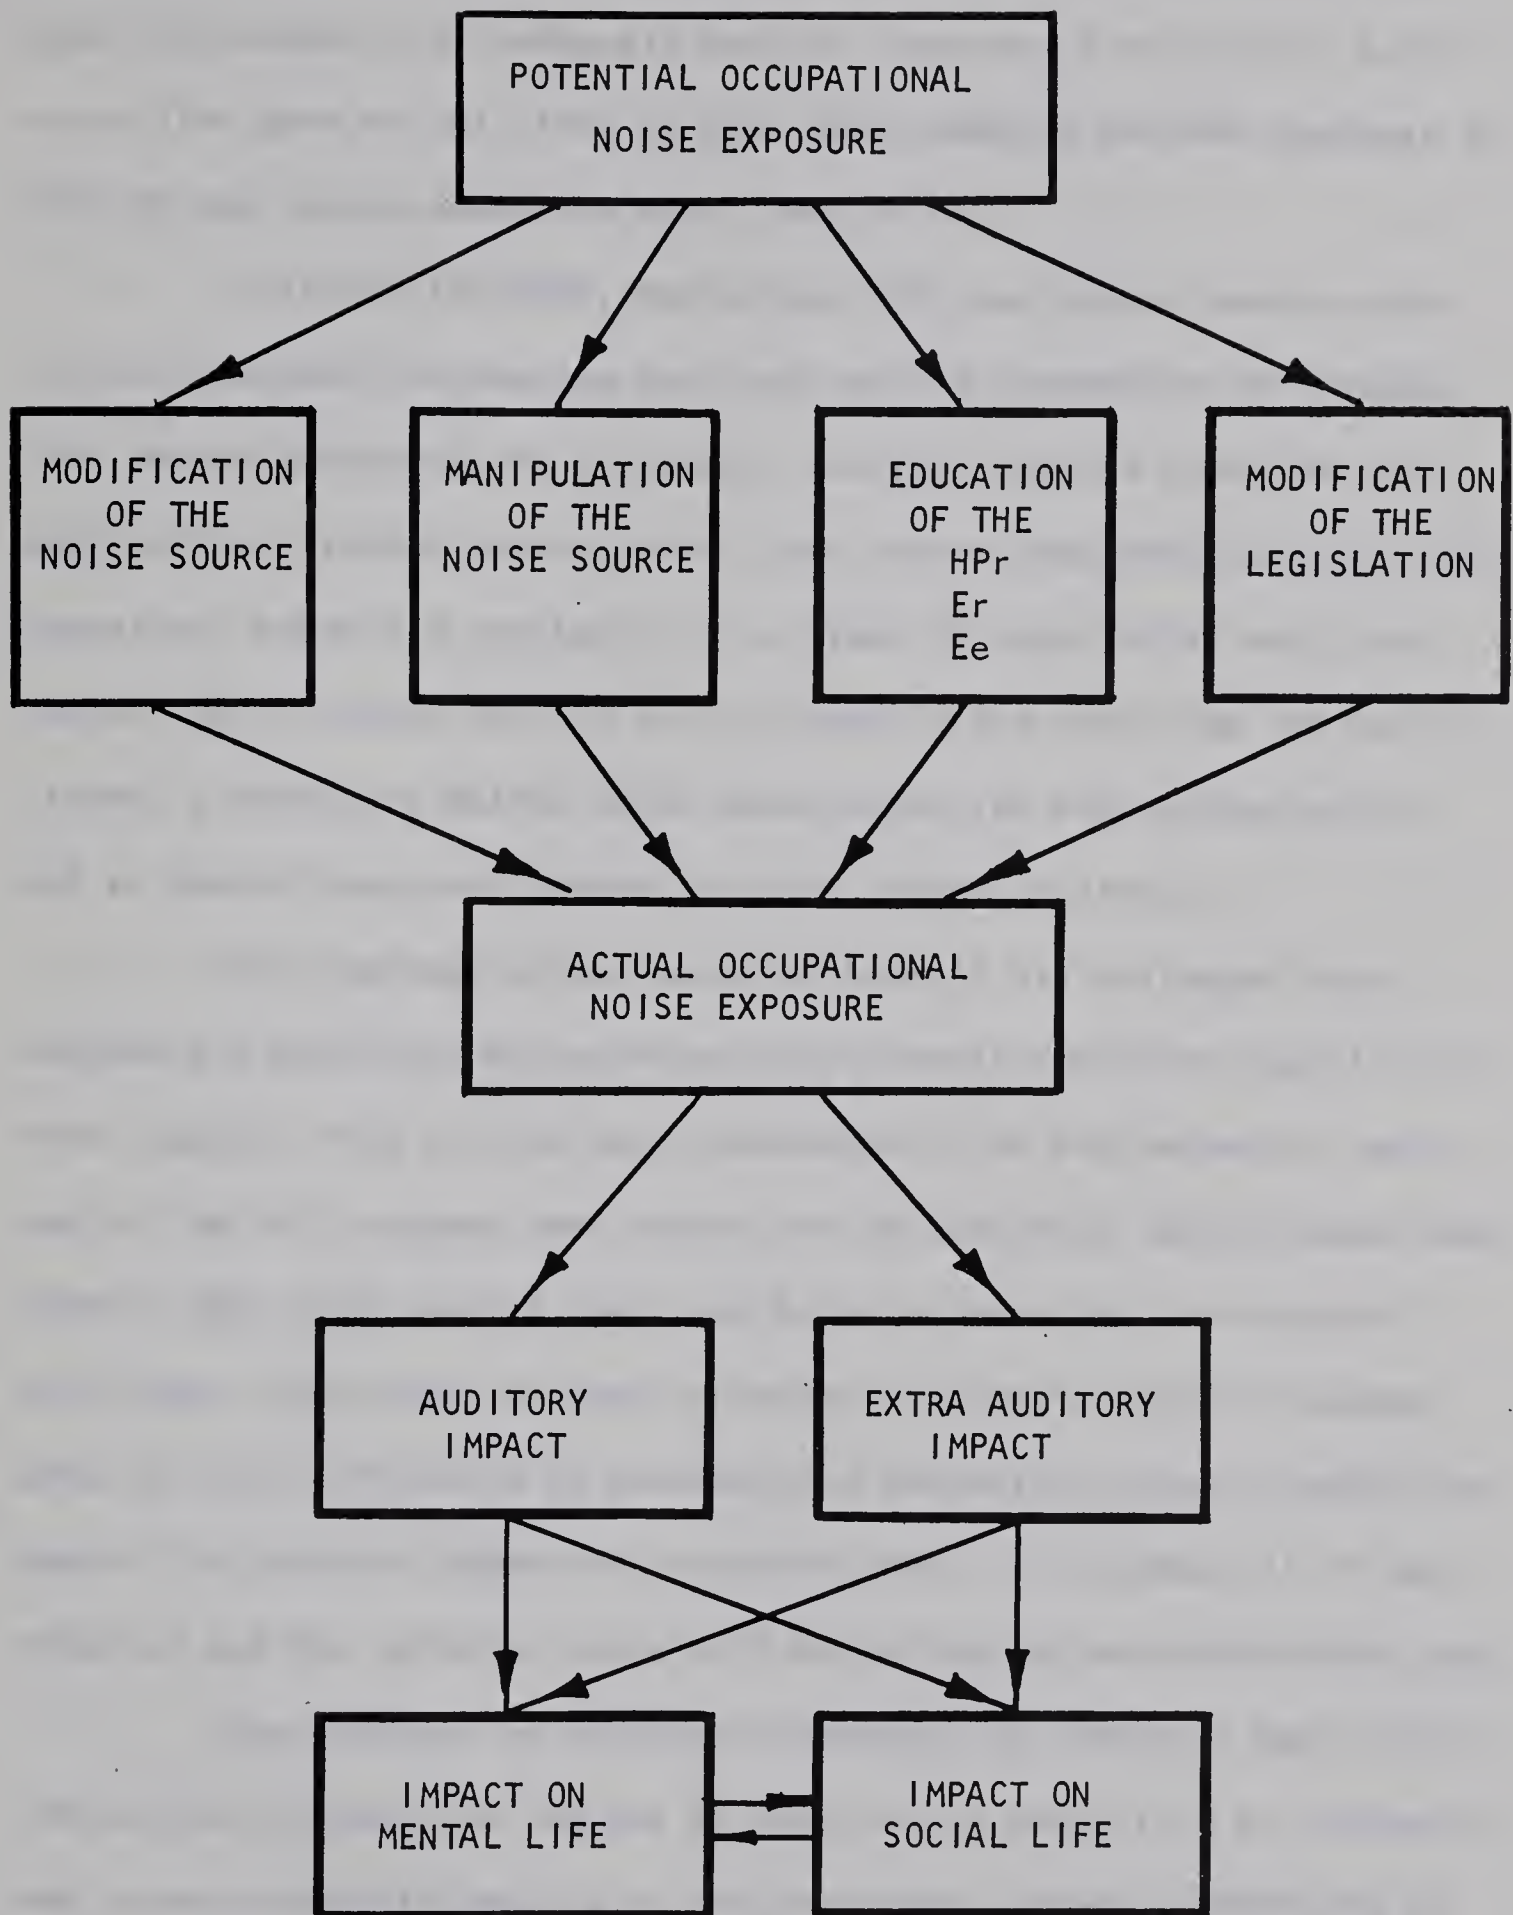 POTENTIAL OCCUPATIONAL
NOISE EXPOSURE
MODIFICATION
OF THE
NOISE SOURCE
MANIPULATION
OF THE
NOISE SOURCE
EDUCATION
OF THE
HPr
Er
Ee
MODIFICATION
OF THE
LEGISLATION
ACTUAL OCCUPATIONAL
NOISE EXPOSURE
AUDITORY
IMPACT
EXTRA AUDITORY
IMPACT
IMPACT ON
MENTAL LIFE
IMPACT ON
SOCIAL LIFE